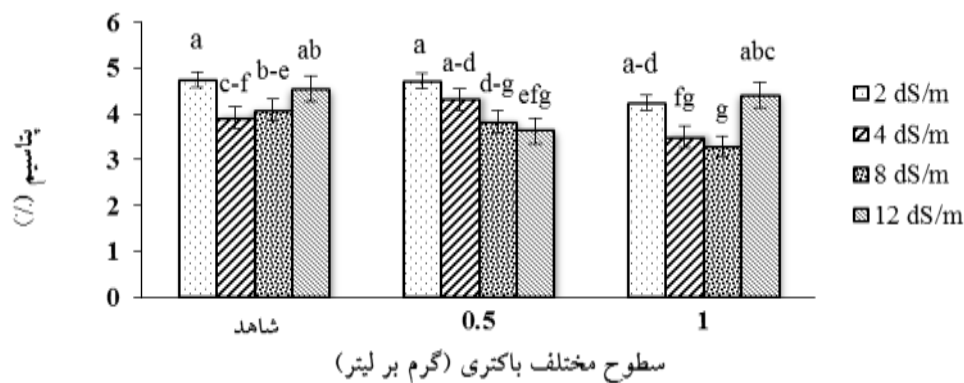 6
5
4
3
2
1
0
پتاسیم (٪)
a
c-f
b-e
ab
a
a-d
d-g
efg
a-d
fg
g
abc
2 dS/m
4 dS/m
8 dS/m
12 dS/m
شاهد
0.5
1
سطوح مختلف باکتری (گرم بر لیتر)